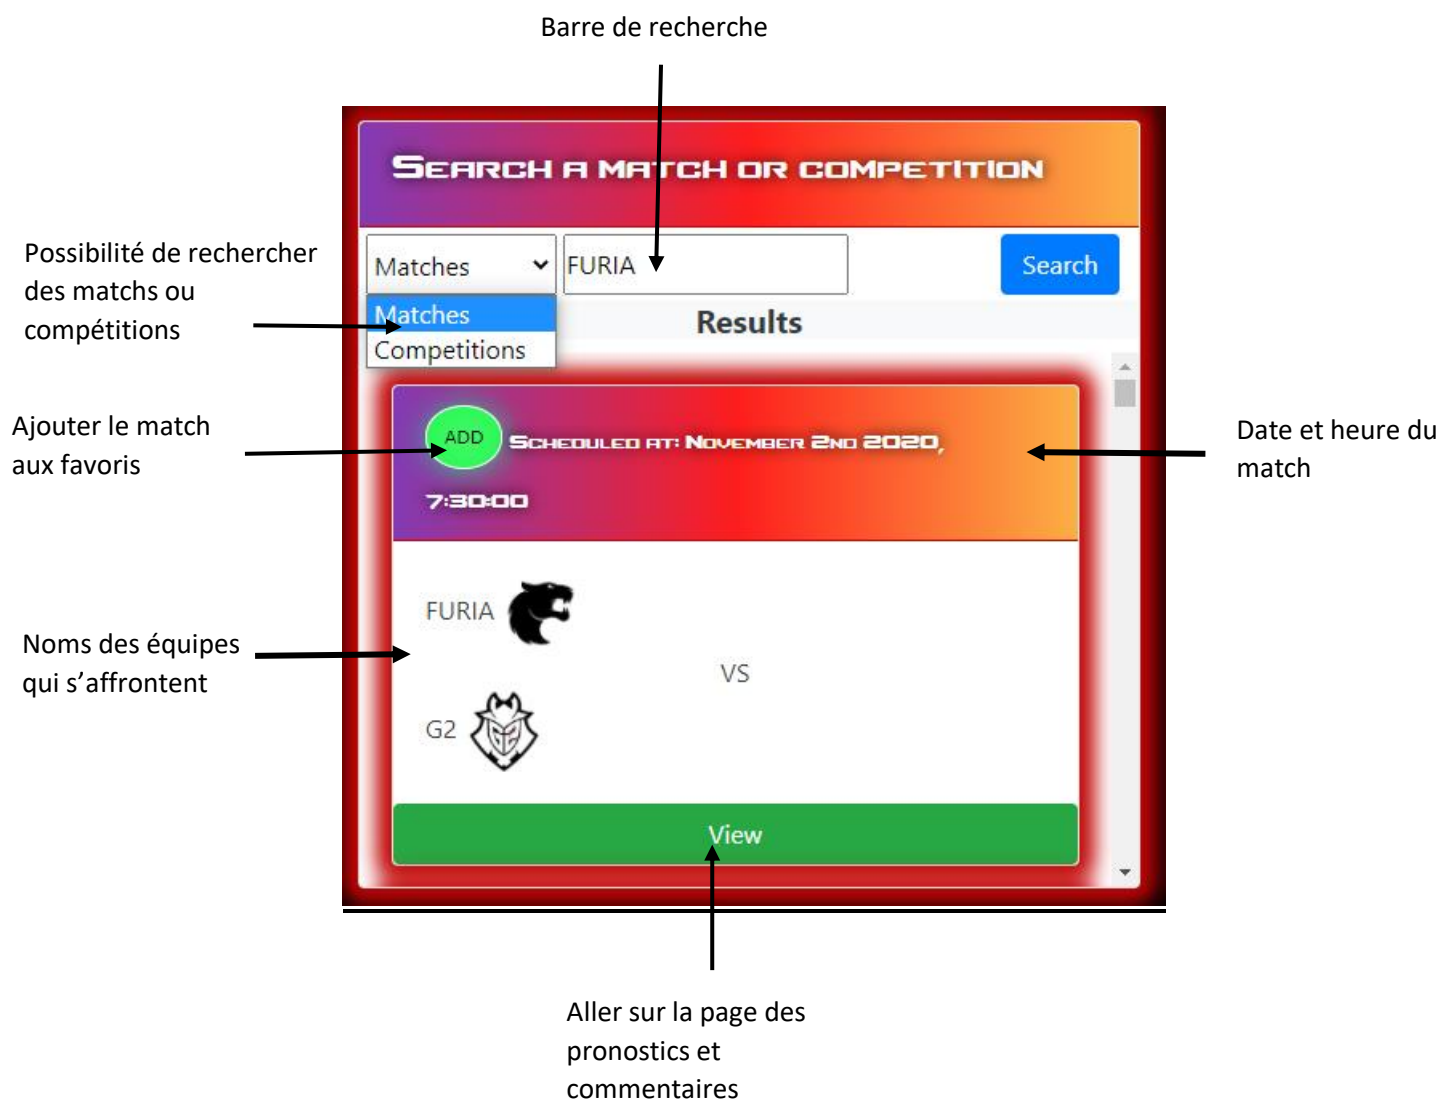 Barre de recherche
SEARCH A MATCH OR COMPETITION
Possibilité de rechercher
des matchs ou
compétitions
Matches
FURIA
Search
Matches
Competitions
Results
Ajouter le match
aux favoris
ADD
SCHEDULED AT: NOVEMBER 2ND 2020,
7:30:00
Date et heure du
match
Noms des équipes
qui s’affrontent
FURIA
VS
G2
View
Aller sur la page des
pronostics et
commentaires